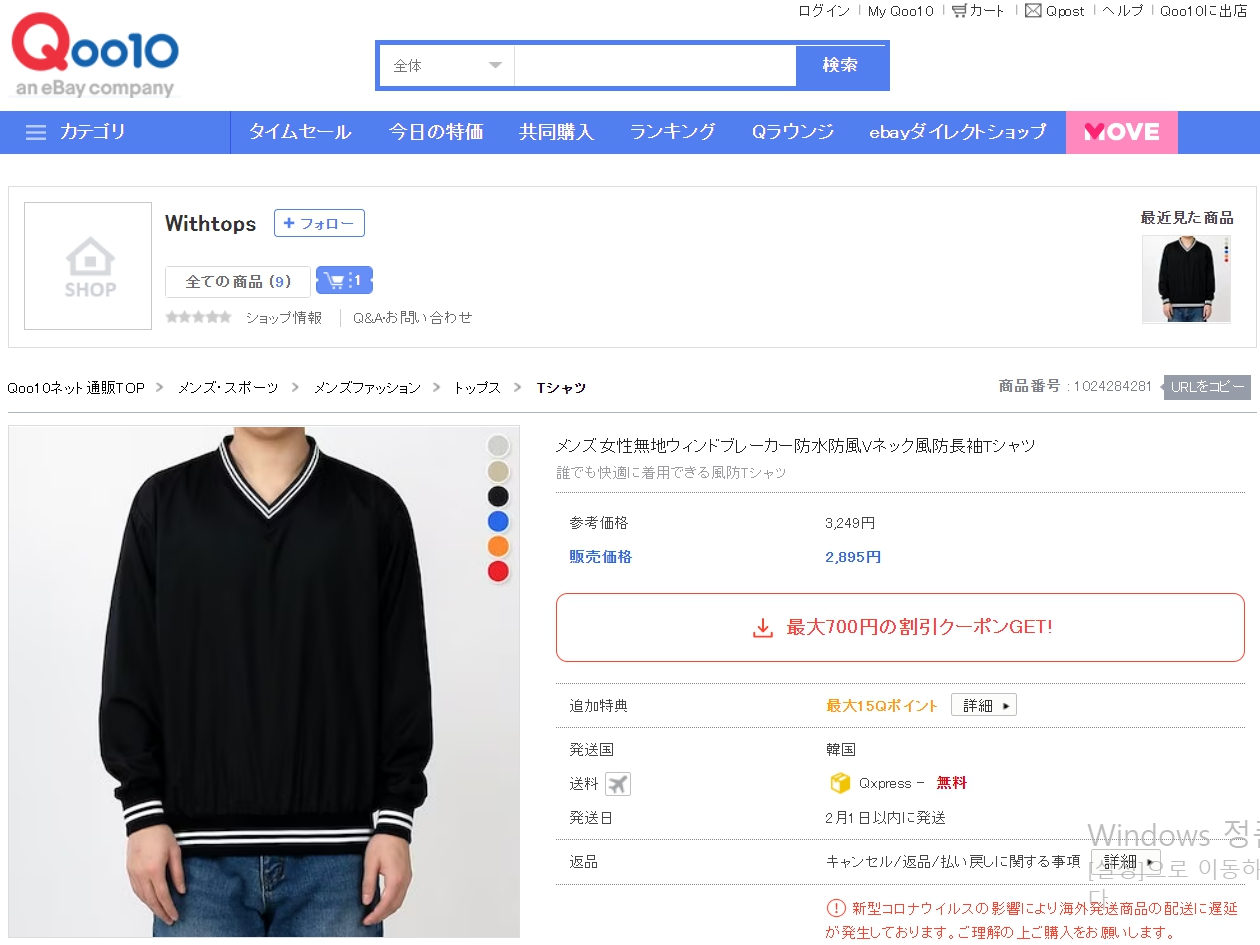 ログイン My Qoo10 カート Qpost ヘルプ Qoo10に出店
Qoo10
an eBay company
全体 検索
カテゴリ タイムセール 今日の特価 共同購入 ランキング Qラウンジ ebayダイレクトショップ MOVE
Withtops + フォロー
最近見た商品
全ての商品 (9) :1
SHOP
ショップ情報 Q&A·お問い合わせ
Qoo10ネット通販TOP > メンズ・スポーツ > メンズファッション > トップス > Tシャツ
商品番号 : 1024284281 URLをコピー
メンズ女性無地ウィンドブレーカー防水防風Vネック風防長袖Tシャツ
誰でも快適に着用できる風防Tシャツ
参考価格 3,249円
販売価格 2,895円
最大700円の割引クーポンGET!
追加特典 最大15Qポイント 詳細
発送国 韓国
送料 Qxpress - 無料
発送日 2月1日以内に発送
Windows 정
返品 キャンセル/返品/払い戻しに関する事項 詳細
으로 이동하
다
新型コロナウイルスの影響により海外発送商品の配送に遅延
が発生しております。ご理解の上ご購入をお願いします。